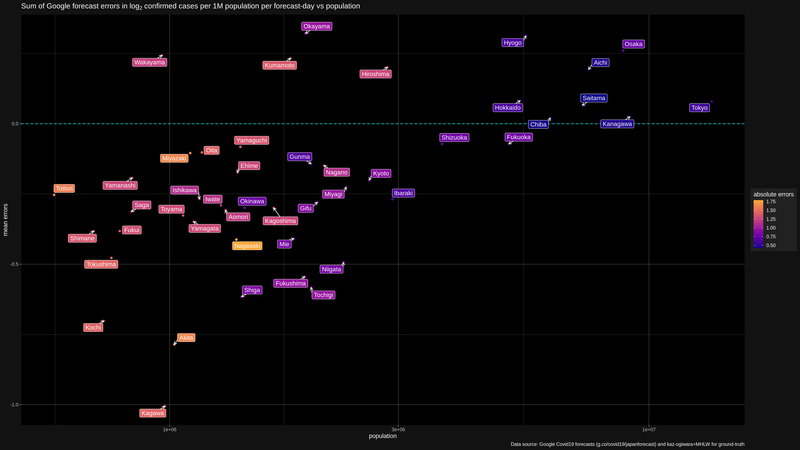 Sum of Google forecast errors in log2 confirmed cases per 1M population per forecast-day vs population
Okayama
Hyogo
Osaka
Wakayama
Kumamoto
Aichi
Hiroshima
Saitama
Hokkaido
Tokyo
0.0
Chiba
Kanagawa
Shizuoka
Fukuoka
Yamaguchi
Oita
Miyazaki
Gunma
Ehime
Nagano
Kyoto
Tottori
Yamanashi
Ishikawa
Miyagi
Ibaraki
Iwate
Okinawa
Saga
Toyama
Gifu
Aomori
Kagoshima
Yamagata
Fukui
Shimane
Nagasaki
Mie
Tokushima
-0.5
Niigata
Fukushima
Shiga
Tochigi
Kochi
Akita
-1.0
Kagawa
mean errors
absolute errors
1.75
1.50
1.25
1.00
0.75
0.50
1e+06
3e+06
1e+07
population
Data source: Google Covid19 forecasts (g.co/covid19/japanforecast) and kaz-ogiwara+MHLW for ground-truth